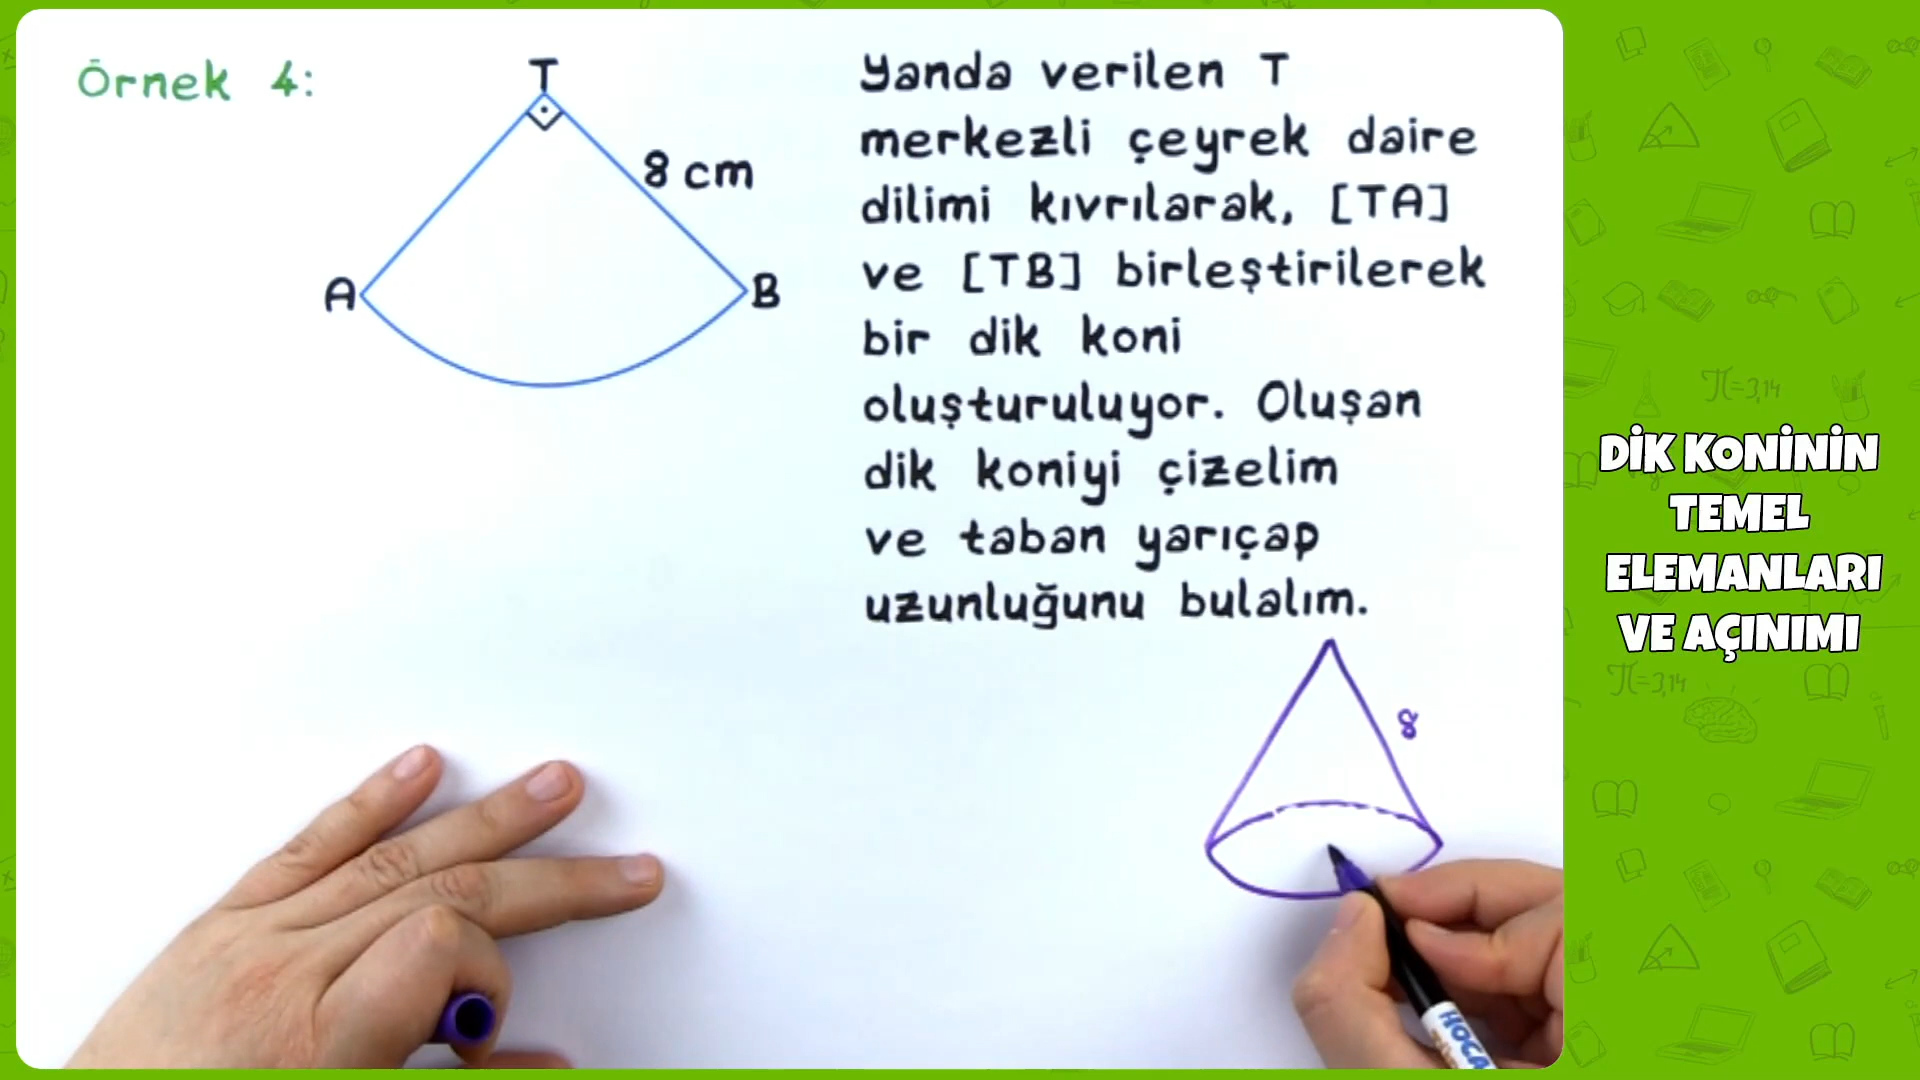 Örnek 4:
T
8 cm
A
B
Yanda verilen T
merkezli çeyrek daire
dilimi kıvrılarak, [TA]
ve [TB] birleştirilerek
bir dik koni
oluşturuluyor. Oluşan
dik koniyi çizelim
ve taban yarıçap
uzunluğunu bulalım.
8
HOCA
DİK KONİNİN
TEMEL
ELEMANLARI
VE AÇINIMI
π=3,14
π=3,14